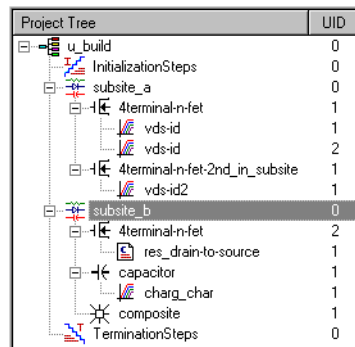 Project Tree UID
u_build 0
InitializationSteps 0
subsite_a 0
4terminal-n-fet 1
vds-id 1
vds-id 2
4terminal-n-fet-2nd_in_subsite 1
vds-id2 1
subsite_b 0
4terminal-n-fet 2
res_drain-to-source 1
capacitor 1
charg_char 1
composite 1
TerminationSteps 0